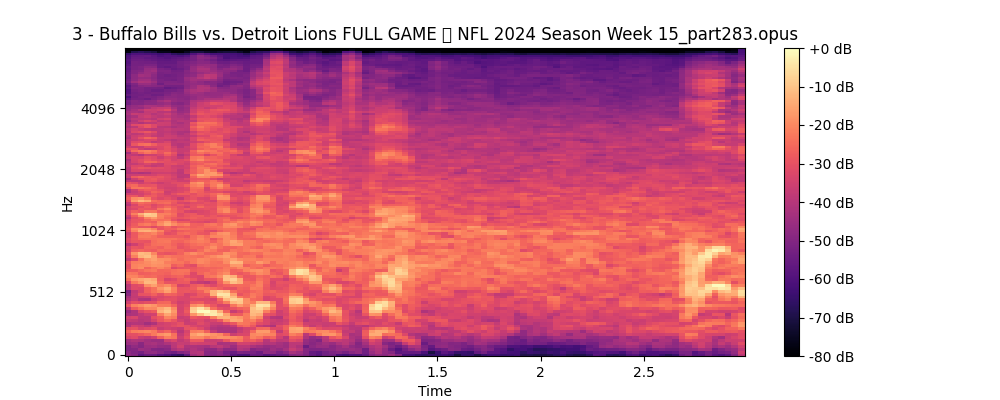 3 - Buffalo Bills vs. Detroit Lions FULL GAME ▯ NFL 2024 Season Week 15_part283.opus
+0 dB
4096
-10 dB
-20 dB
2048
-30 dB
Hz
1024
-40 dB
-50 dB
512
-60 dB
-70 dB
0
-80 dB
0
0.5
1
1.5
2
2.5
Time